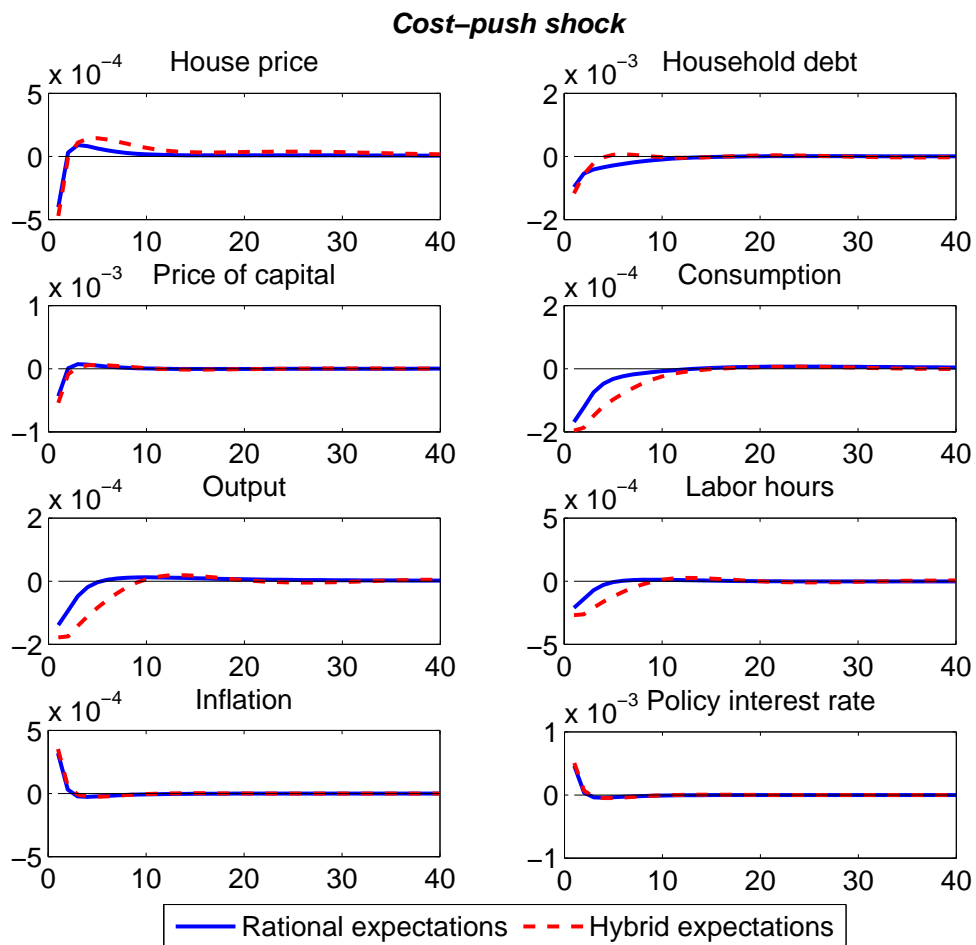 Cost–push shock
x 10⁻⁴ House price
5
0
−5
0 10 20 30 40
x 10⁻³ Household debt
2
0
−2
0 10 20 30 40
x 10⁻³ Price of capital
1
0
−1
0 10 20 30 40
x 10⁻⁴ Consumption
2
0
−2
0 10 20 30 40
x 10⁻⁴ Output
2
0
−2
0 10 20 30 40
x 10⁻⁴ Labor hours
5
0
−5
0 10 20 30 40
x 10⁻⁴ Inflation
5
0
−5
0 10 20 30 40
x 10⁻³ Policy interest rate
1
0
−1
0 10 20 30 40
Rational expectations Hybrid expectations